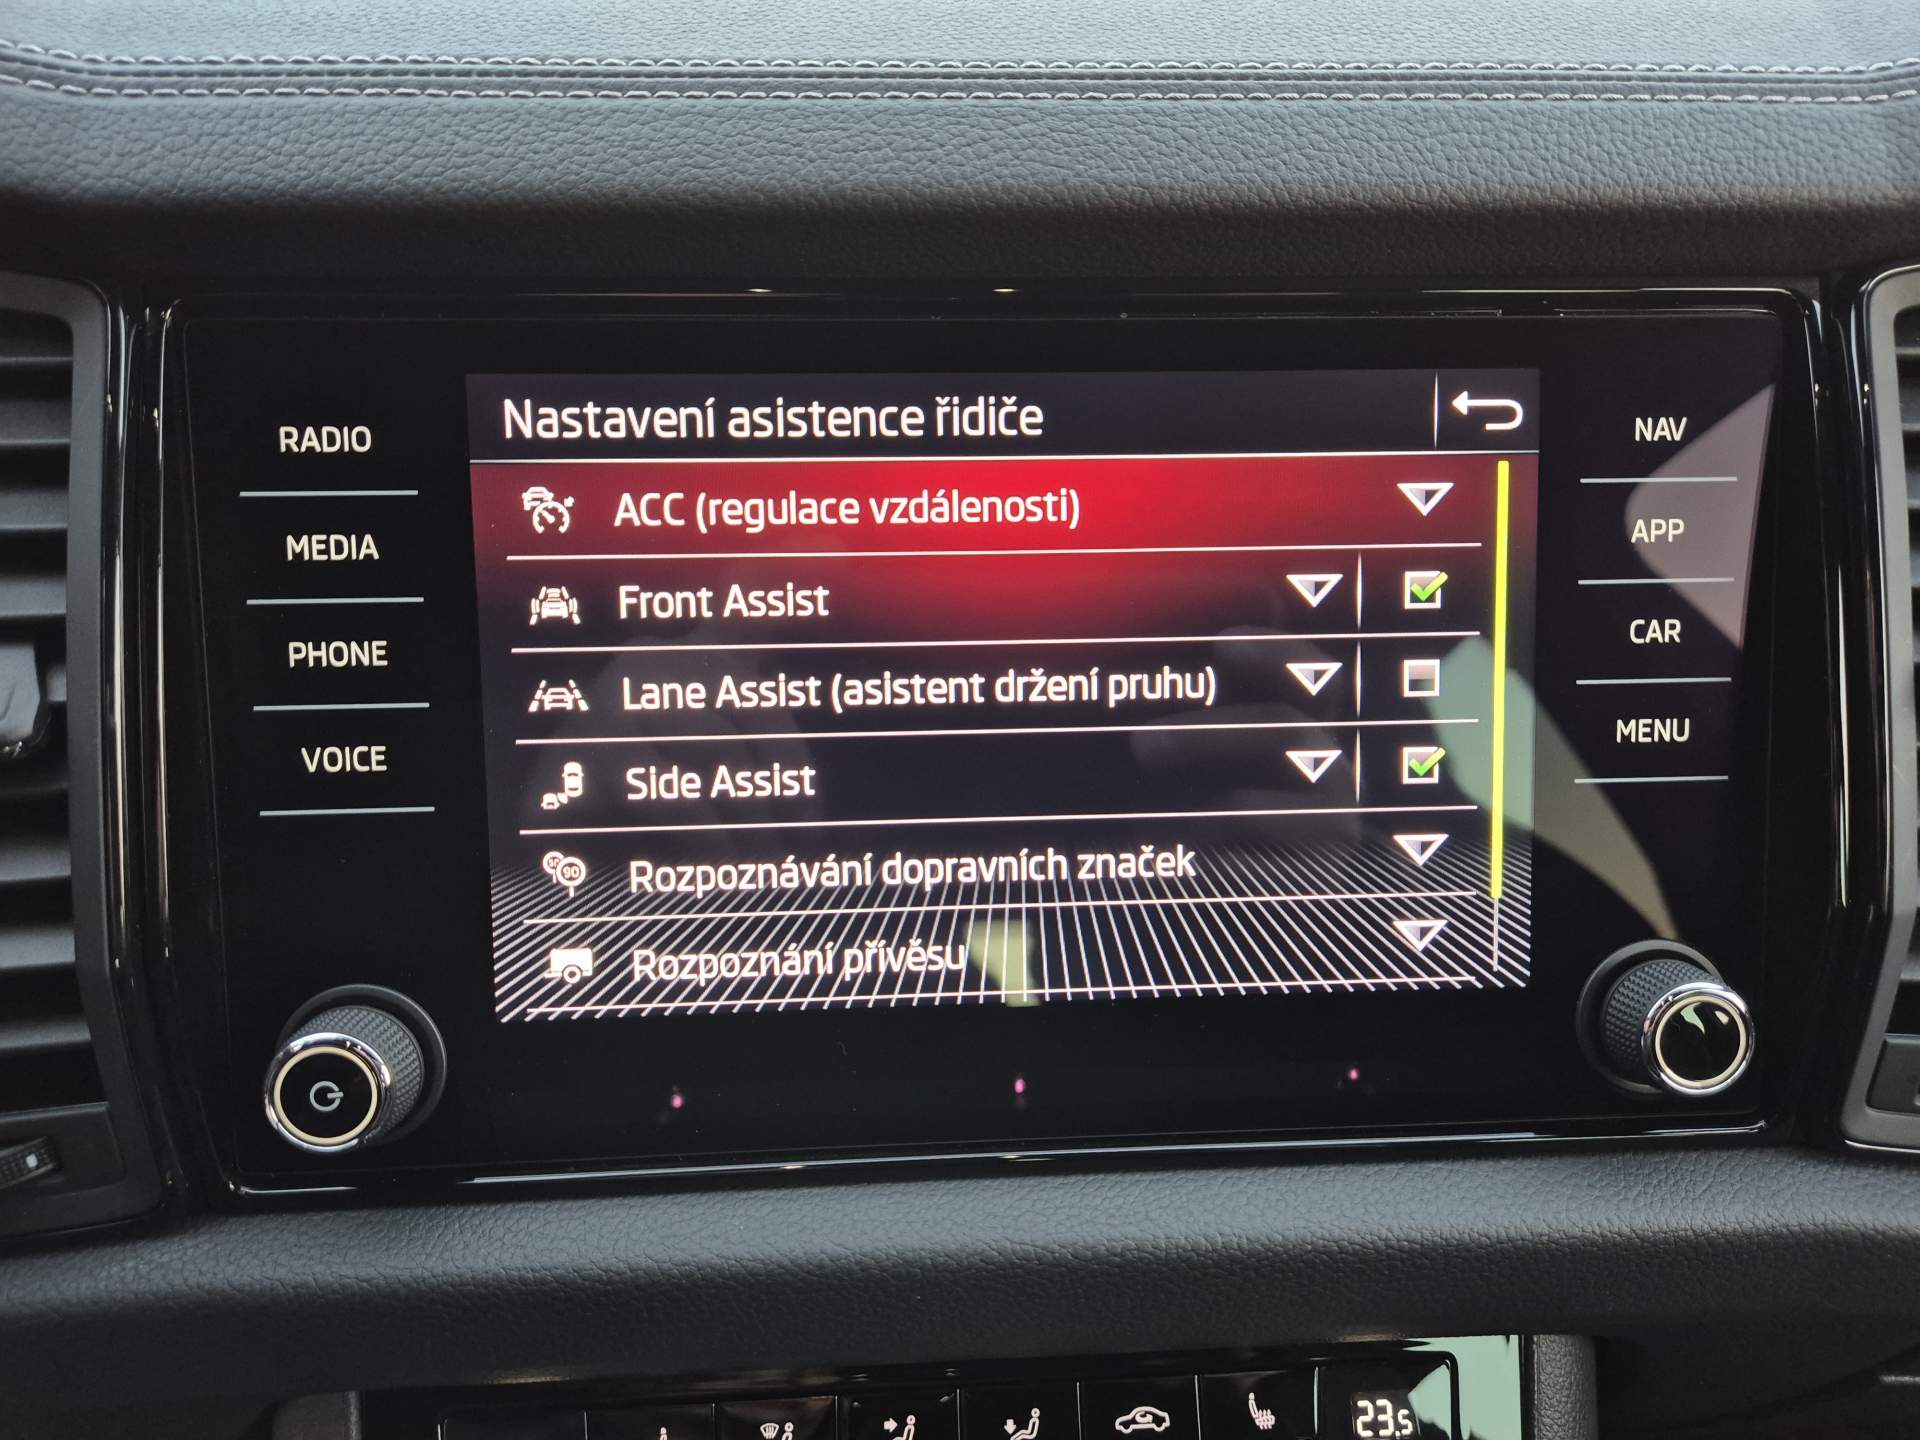 Nastavení asistence řidiče
RADIO
MEDIA
PHONE
VOICE
ACC (regulace vzdálenosti)
Front Assist
Lane Assist (asistent držení pruhu)
Side Assist
90
Rozpoznávání dopravních značek
Rozpoznání přívěsu
NAV
APP
CAR
MENU
23.5